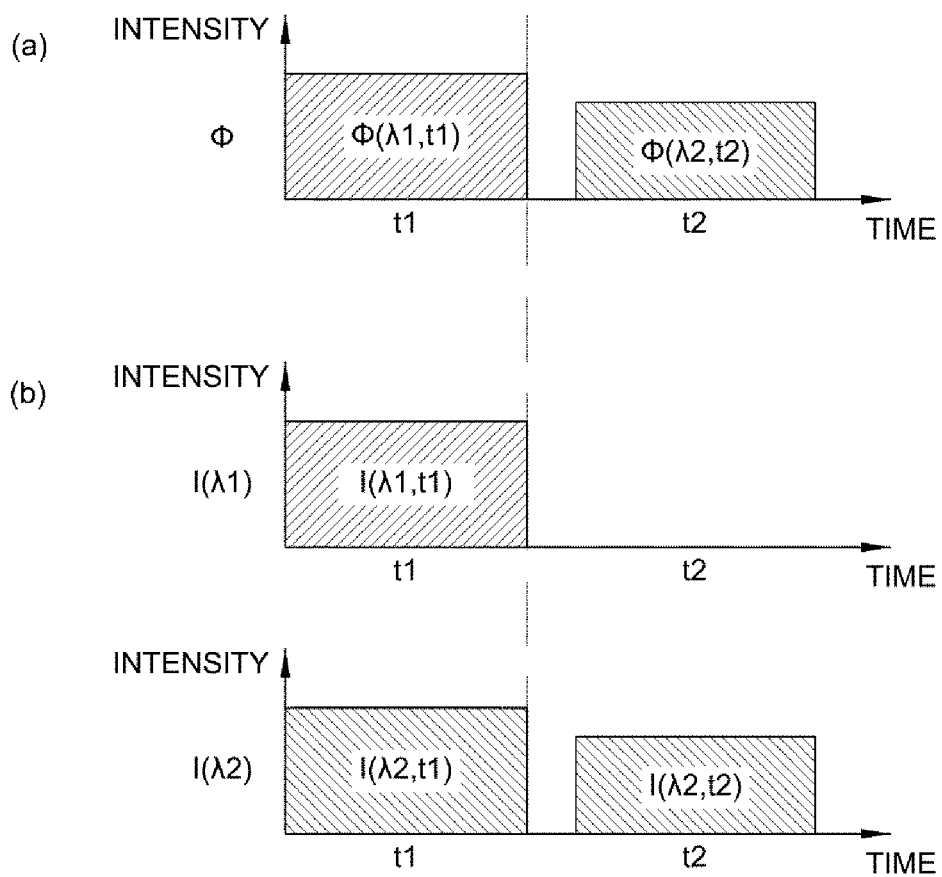 (a)
INTENSITY
Φ
Φ(λ1,t1)
Φ(λ2,t2)
t1
t2
TIME
(b)
INTENSITY
I(λ1)
I(λ1,t1)
t1
t2
TIME
INTENSITY
I(λ2)
I(λ2,t1)
I(λ2,t2)
t1
t2
TIME